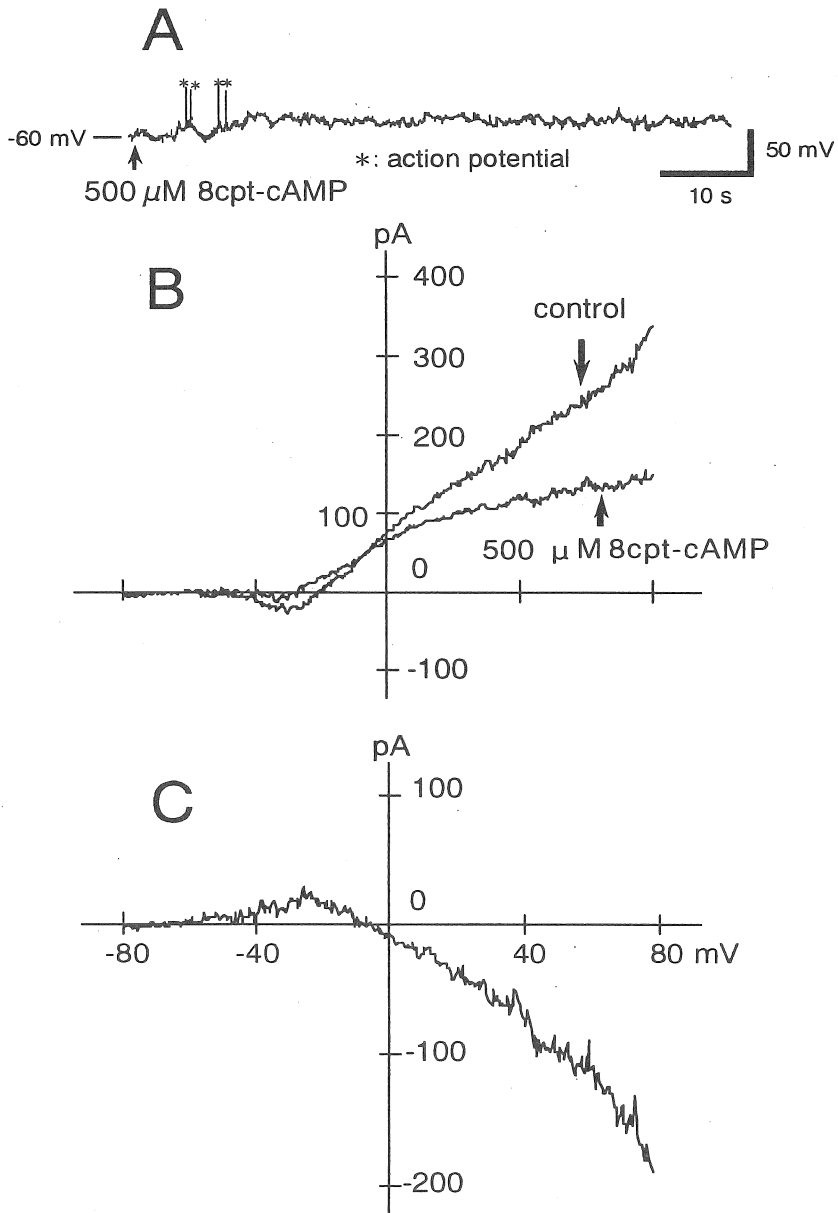 A
* * * *
-60 mV
*: action potential
50 mV
500 µM 8cpt-cAMP
10 s
pA
B
400
control
300
200
100
500 µ M 8cpt-cAMP
0
-100
pA
C
100
0
-80
-40
40
80 mV
-100
-200